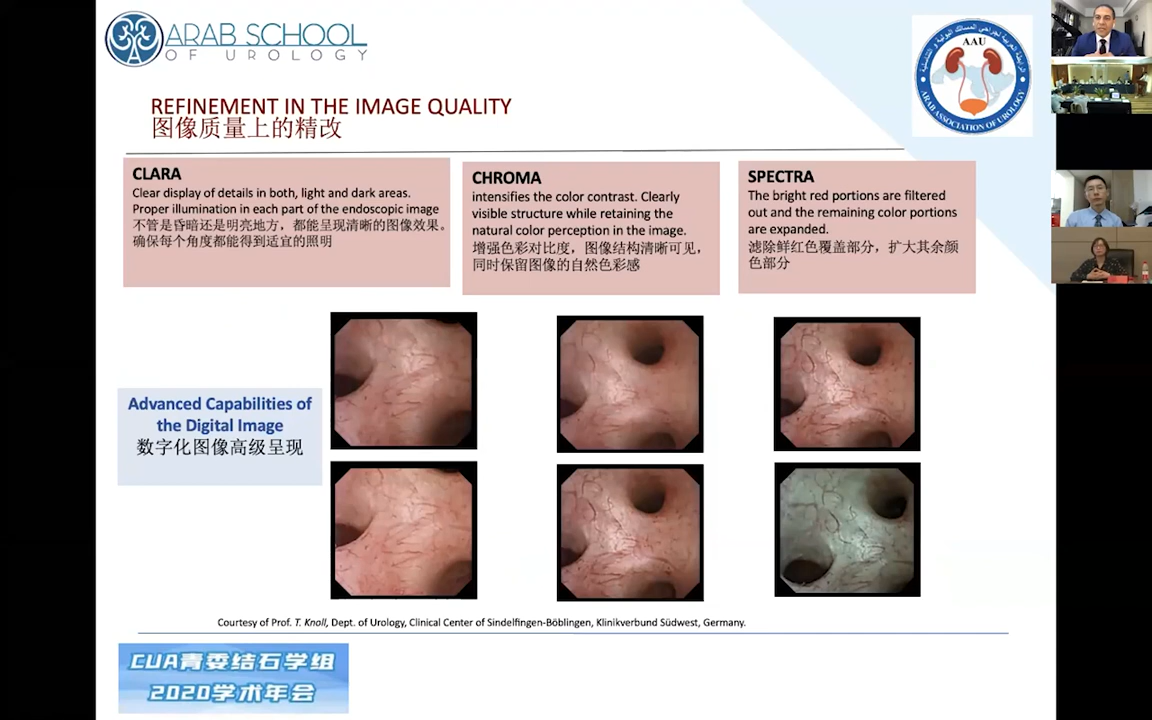 ARAB SCHOOL
OF UROLOGY
AAU
ARAB ASSOCIATION OF UROLOGY
REFINEMENT IN THE IMAGE QUALITY
图像质量上的精改
CLARA
Clear display of details in both, light and dark areas.
Proper illumination in each part of the endoscopic image
不管是昏暗还是明亮地方，都能呈现清晰的图像效果。
确保每个角度都能得到适宜的照明
CHROMA
intensifies the color contrast. Clearly
visible structure while retaining the
natural color perception in the image.
增强色彩对比度，图像结构清晰可见，
同时保留图像的自然色彩感
SPECTRA
The bright red portions are filtered
out and the remaining color portions
are expanded.
滤除鲜红色覆盖部分，扩大其余颜
色部分
Advanced Capabilities of
the Digital Image
数字化图像高级呈现
Courtesy of Prof. T. Knoll, Dept. of Urology, Clinical Center of Sindelfingen-Böblingen, Klinikverbund Südwest, Germany.
CUA青委结石学组
2020学术年会